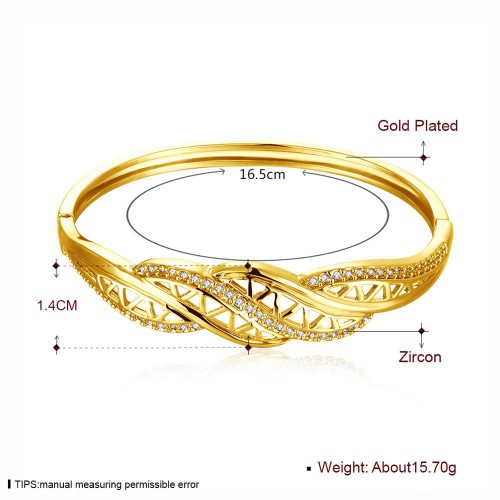 Gold Plated
16.5cm
1.4CM
Zircon
Weight: About15.70g
TIPS:manual measuring permissible error